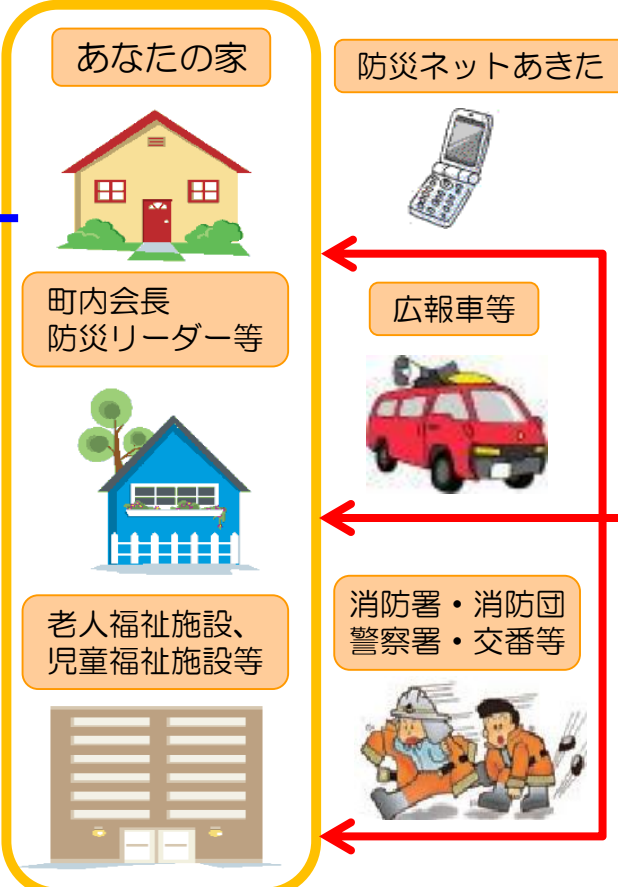 あなたの家
防災ネットあきた
町内会長
防災リーダー等
広報車等
消防署・消防団
警察署・交番等
老人福祉施設、
児童福祉施設等